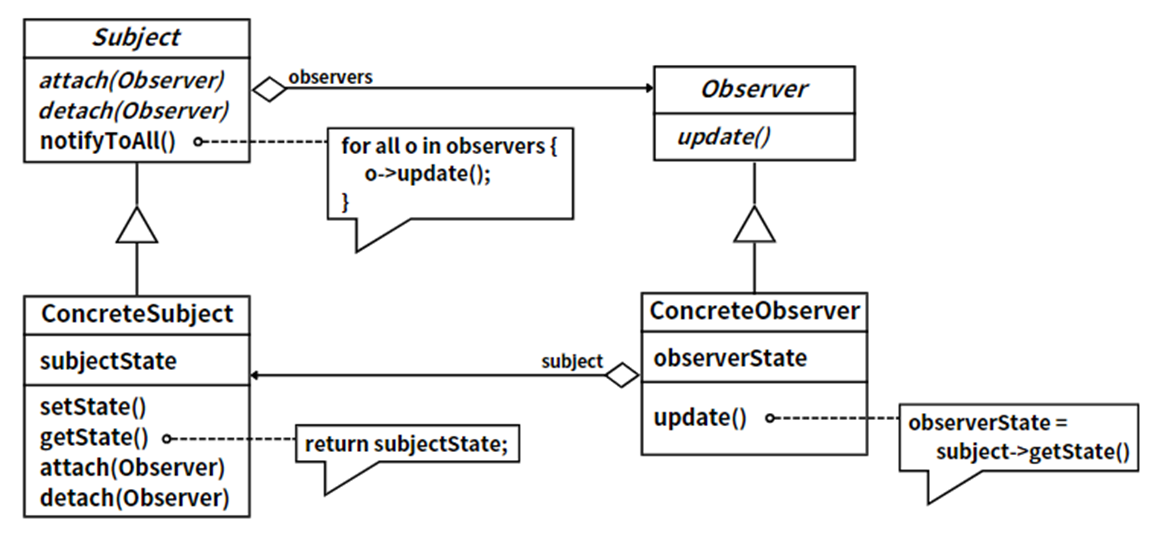 Subject
attach(Observer)
detach(Observer)
notifyToAll()
observers
for all o in observers {
o->update();
}
Observer
update()
ConcreteSubject
subjectState
setState()
getState()
attach(Observer)
detach(Observer)
return subjectState;
subject
ConcreteObserver
observerState
update()
observerState =
subject->getState()